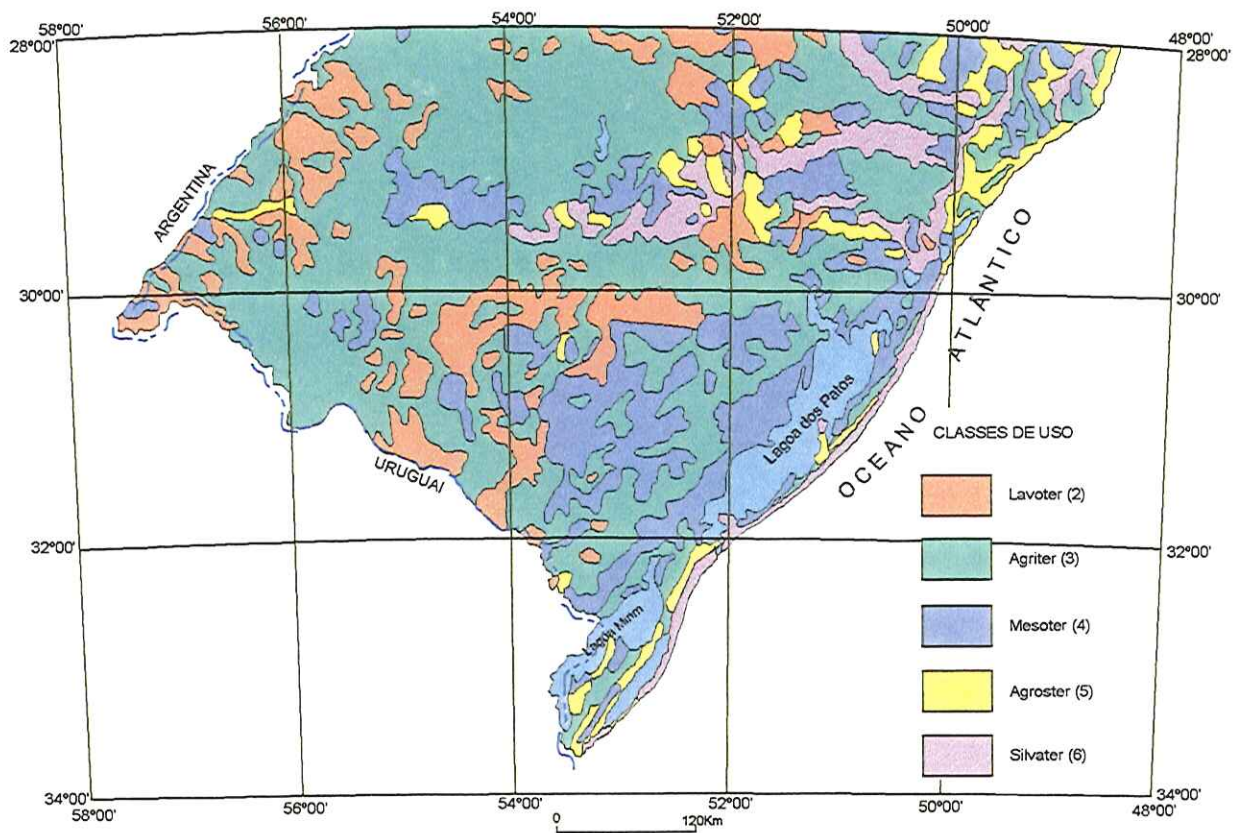 56°00'
54°00'
52°00'
50°00'
48°00'
28°00'
28°00'
58°00'
56°00'
ARGENTINA
30°00'
30°00'
OCEANO ATLÂNTICO
Lagoa dos Patos
URUGUAI
CLASSES DE USO
Lavoter (2)
Agriter (3)
32°00'
32°00'
Mesoter (4)
Lagoa Mirim
Agroster (5)
Silvater (6)
34°00'
34°00'
58°00'
56°00'
54°00'
52°00'
50°00'
48°00'
0
120Km